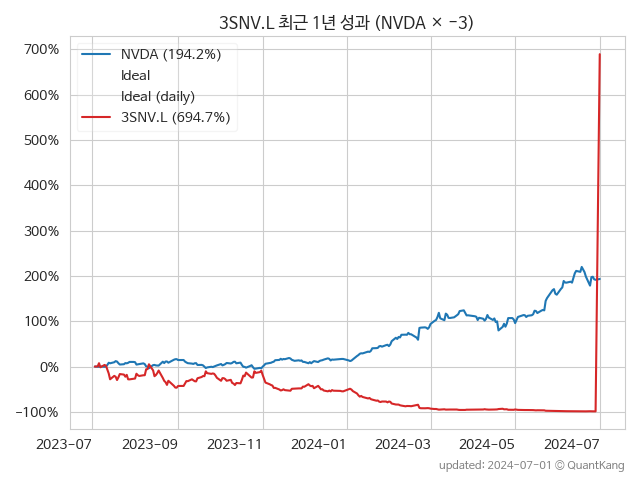 3SNV.L 최근 1년 성과 (NVDA × −3)
NVDA (194.2%)
Ideal
Ideal (daily)
3SNV.L (694.7%)
700%
600%
500%
400%
300%
200%
100%
0%
−100%
2023-07
2023-09
2023-11
2024-01
2024-03
2024-05
2024-07
updated: 2024-07-01 © QuantKang